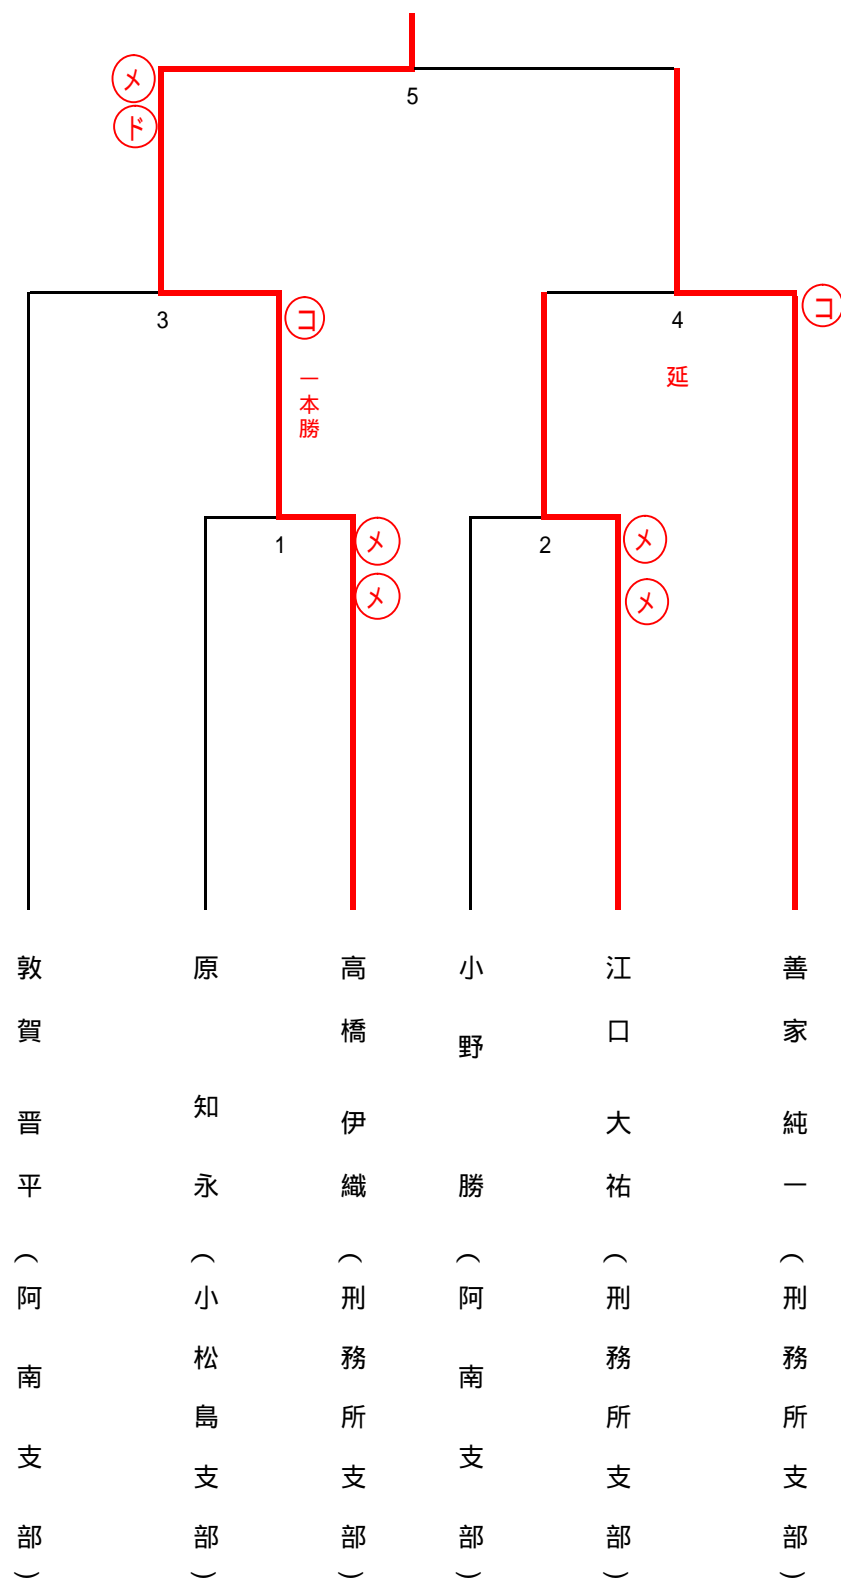 メ
ド
5
3
コ
一本勝
4
コ
延
1
メ
メ
2
メ
メ
敦賀 晋平(阿南支部)
原 知永(小松島支部)
高橋 伊織(刑務所支部)
小野 勝(阿南支部)
江口 大祐(刑務所支部)
善家 純一(刑務所支部)